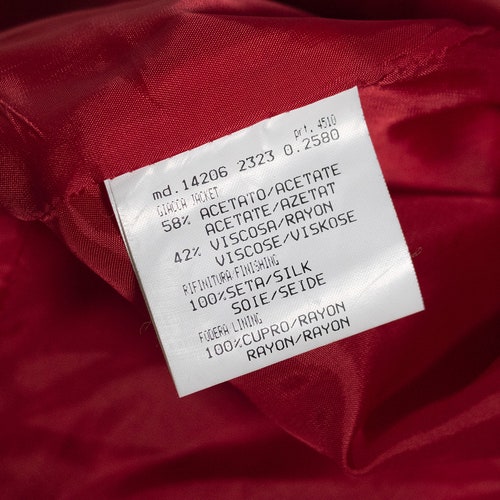 prt. 4510
md.14206 2323 0.2580
GIACCA JACKET
58% ACETATO/ACETATE
ACETATE/AZETAT
42% VISCOSA/RAYON
VISCOSE/VISKOSE
RIFINITURA-FINISHING
100%SETA/SILK
SOIE/SEIDE
FODERA LINING
100%CUPRO/RAYON
RAYON/RAYON